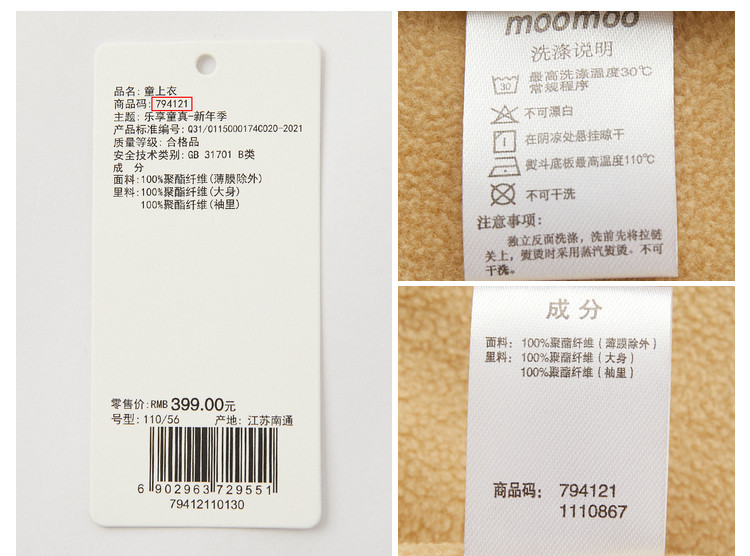 品名: 童上衣
商品码: 794121
主题: 乐享童真-新年季
产品标准编号: Q31/0115000174C020-2021
质量等级: 合格品
安全技术类别: GB 31701 B类
成 分
面料: 100%聚酯纤维(薄膜除外)
里料: 100%聚酯纤维(大身)
100%聚酯纤维(袖里)
零售价: RMB 399.00元
号型: 110/56 产地: 江苏南通
6 902963 729551
79412110130
moomoo
洗涤说明
30
最高洗涤温度30℃
常规程序
不可漂白
在阴凉处悬挂晾干
熨斗底板最高温度110℃
不可干洗
注意事项:
独立反面洗涤, 洗前先将拉链
关上, 熨烫时采用蒸汽熨烫。不可
干洗。
成 分
面料: 100%聚酯纤维(薄膜除外)
里料: 100%聚酯纤维(大身)
100%聚酯纤维(袖里)
商品码: 794121
1110867